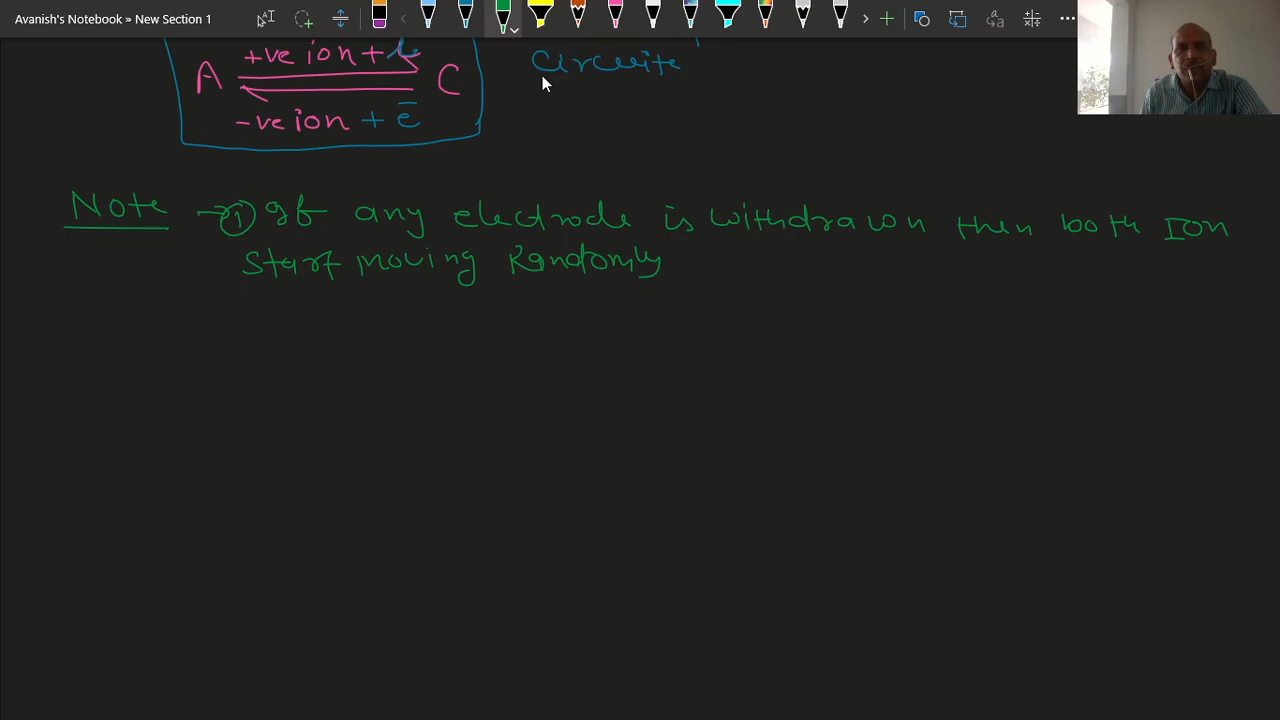 Avanish's Notebook » New Section 1
+ve ion +
Circuite
A C
-ve ion + e̅
Note → ① If any electrode is withdrawn then both Ion
start moving Randomly